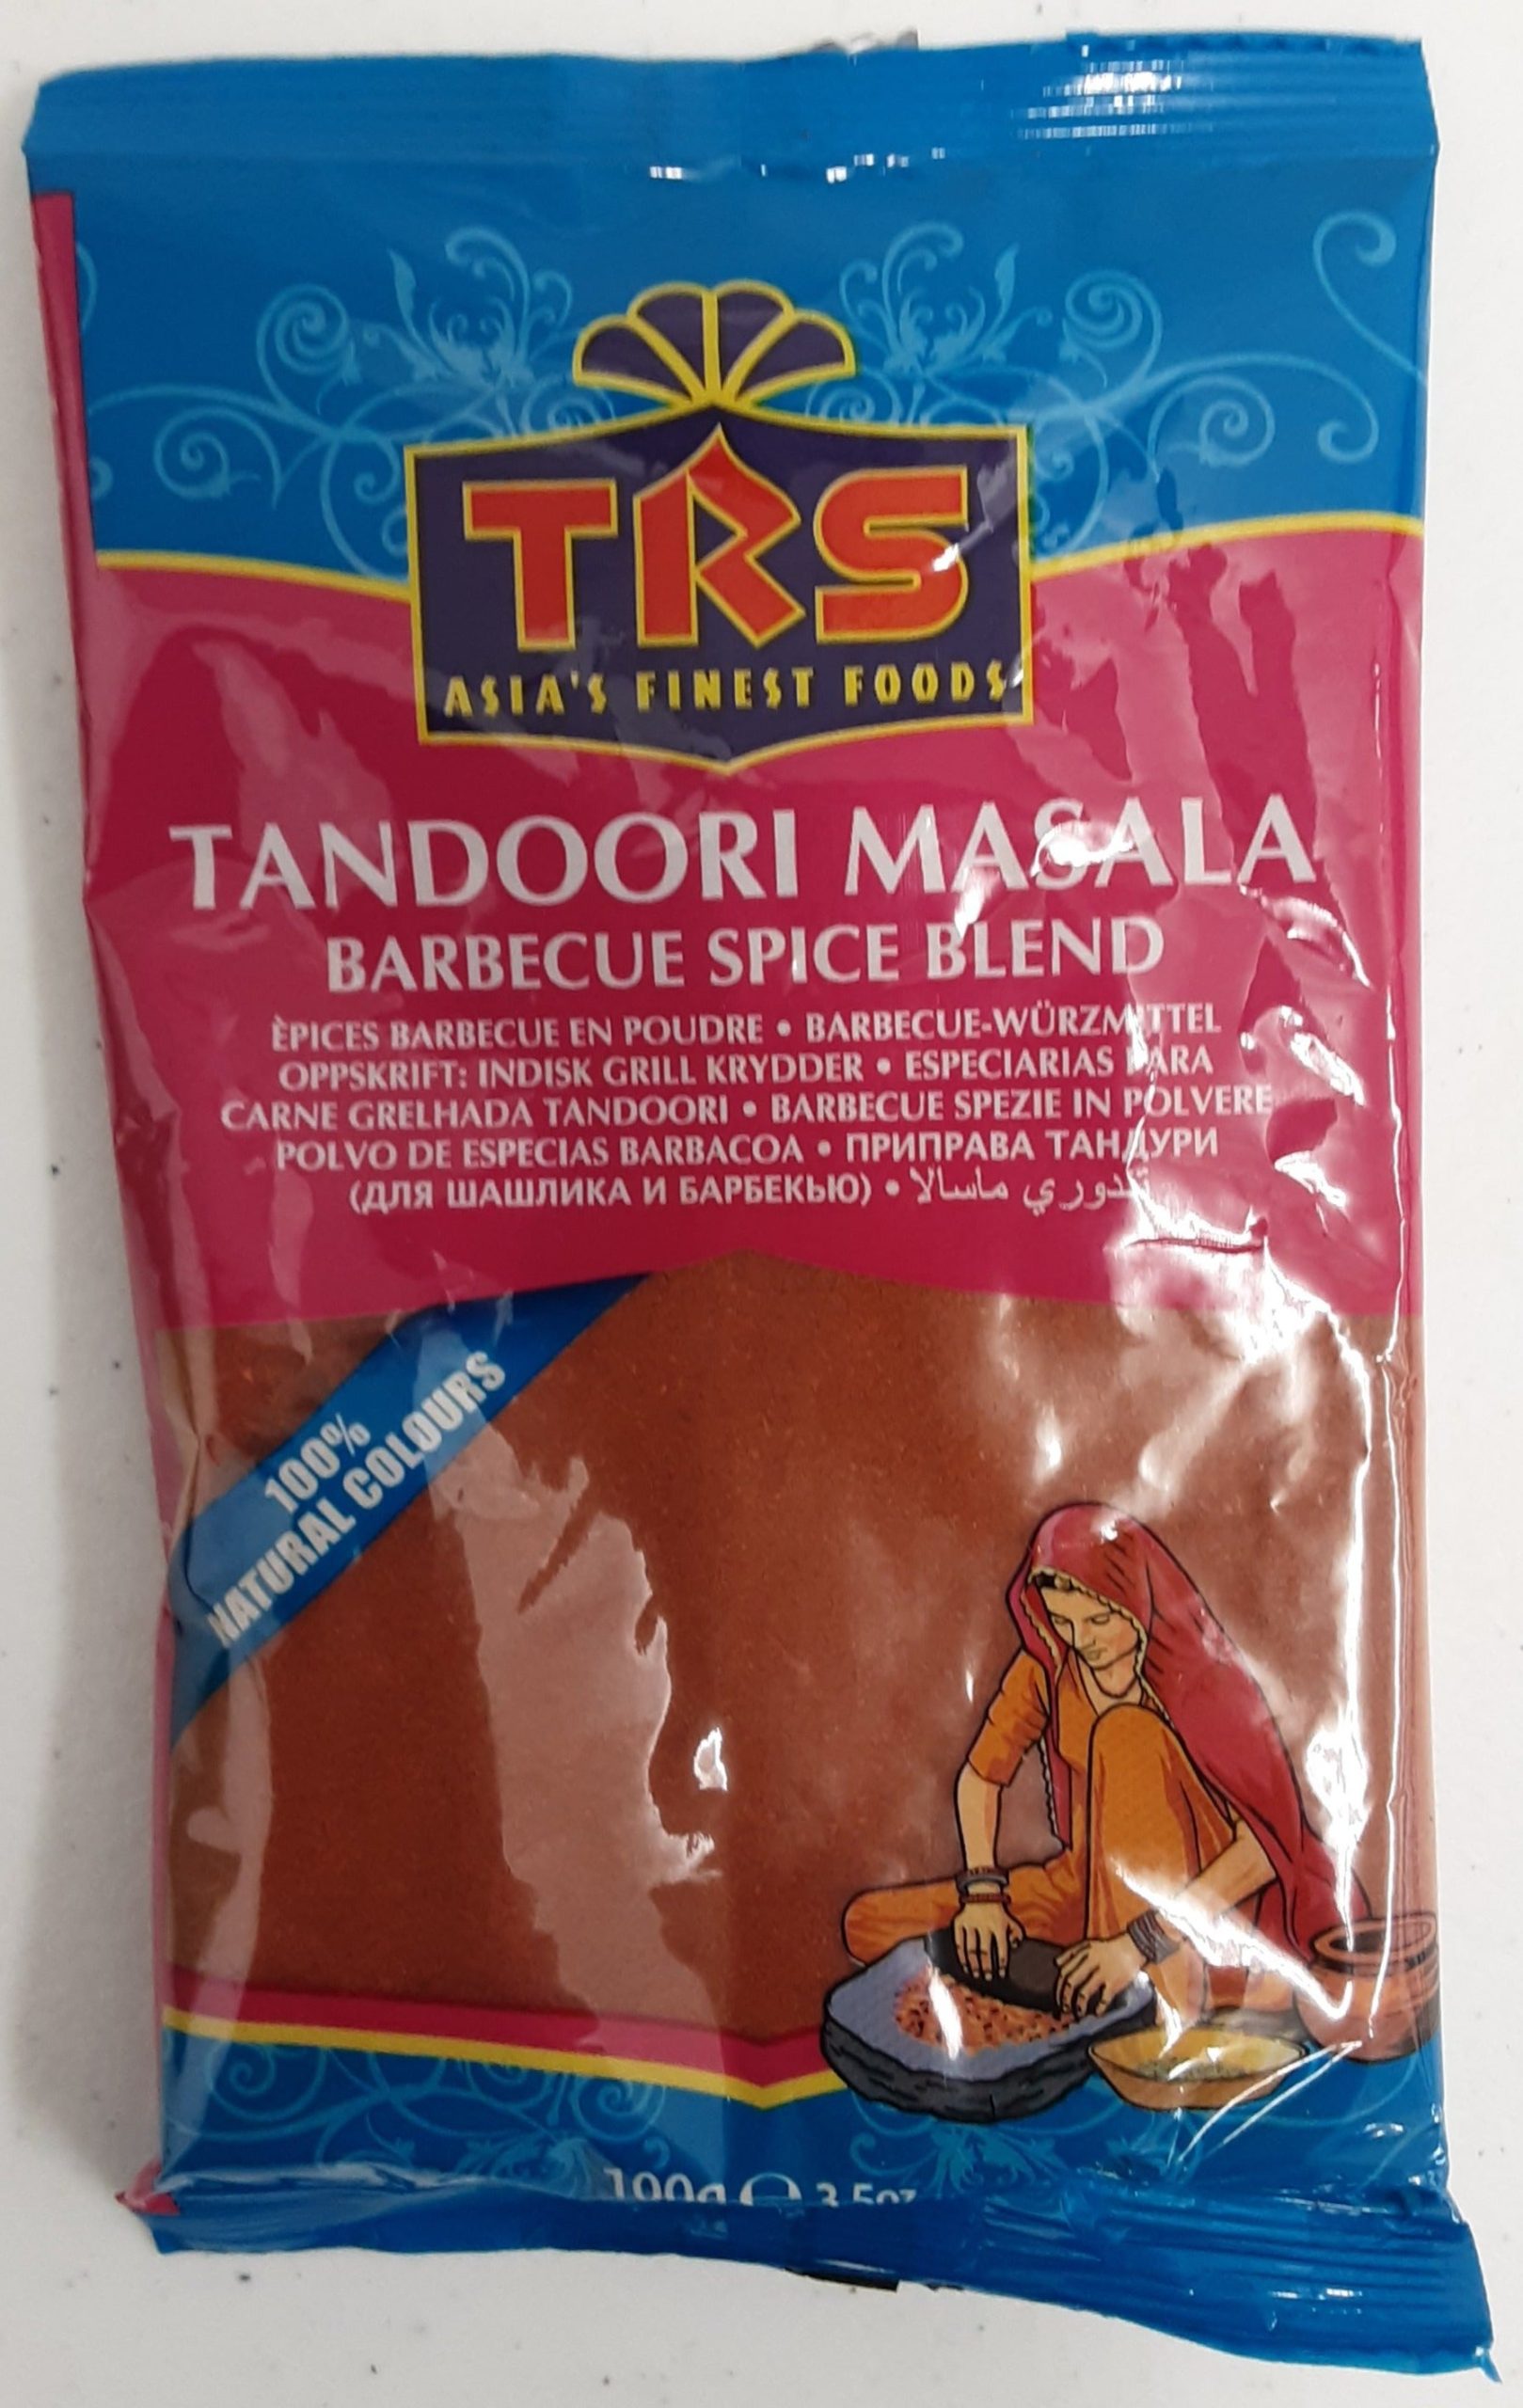 TRS
ASIA'S FINEST FOODS
TANDOORI MASALA
BARBECUE SPICE BLEND
ÈPICES BARBECUE EN POUDRE • BARBECUE-WÜRZMITTEL
OPPSKRIFT: INDISK GRILL KRYDDER • ESPECIARIAS PARA
CARNE GRELHADA TANDOORI • BARBECUE SPEZIE IN POLVERE
POLVO DE ESPECIAS BARBACOA • ПРИПРАВА ТАНДУРИ
(ДЛЯ ШАШЛИКА И БАРБЕКЬЮ) • ماسالا
100%
NATURAL COLOURS
100g ℮ 3.5oz